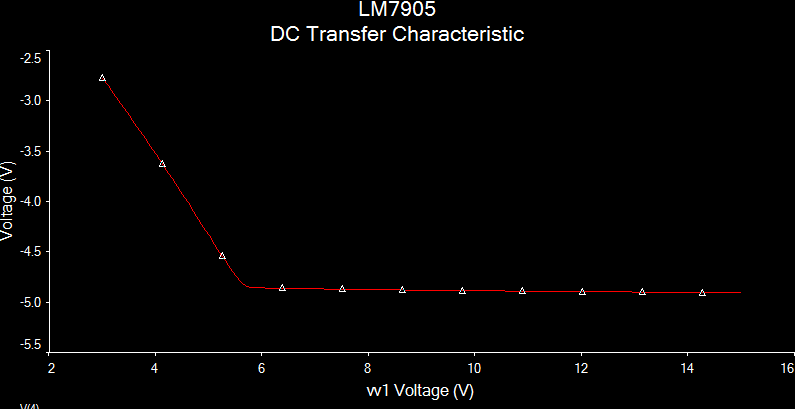 LM7905
DC Transfer Characteristic
-2.5
-3.0
-3.5
-4.0
-4.5
-5.0
-5.5
Voltage (V)
2 4 6 8 10 12 14 16
vv1 Voltage (V)
V(4)